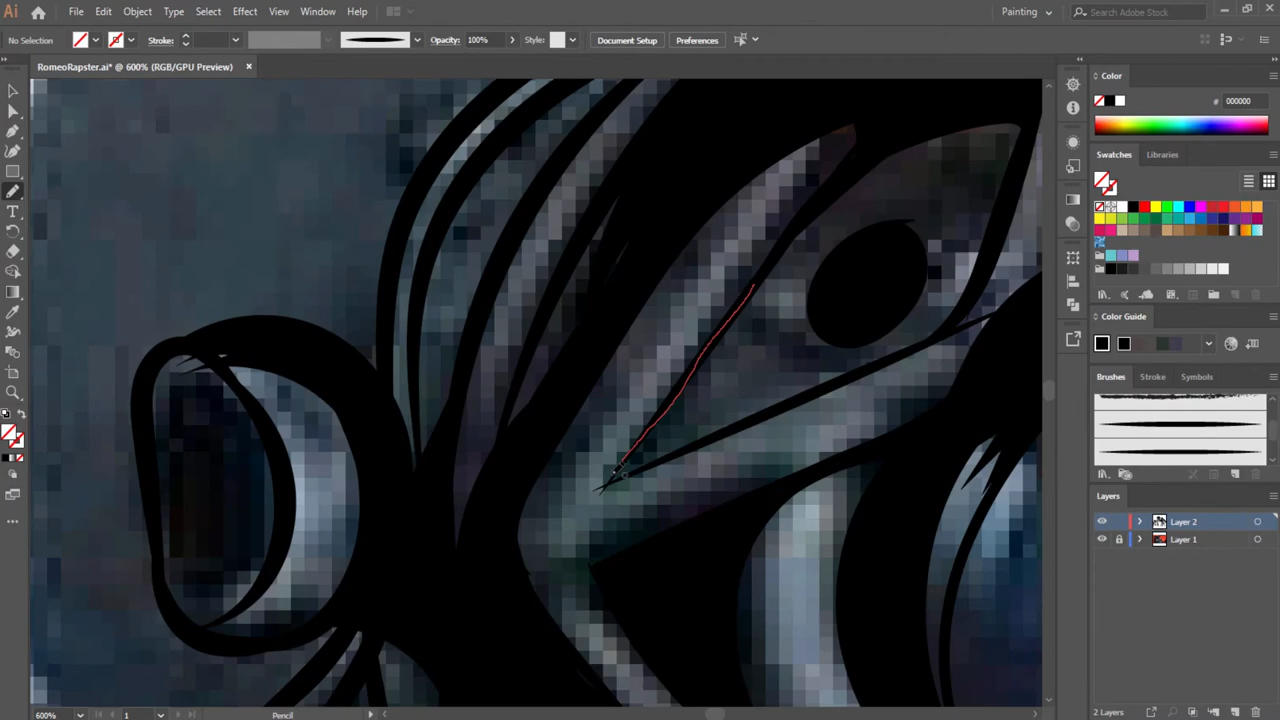 Ai File Edit Object Type Select Effect View Window Help Painting Search Adobe Stock
No Selection Stroke: Opacity: 100% Style: Document Setup Preferences
RomeoRapster.ai* @ 600% (RGB/GPU Preview) ×
Color
# 000000
Swatches Libraries
Color Guide
Brushes Stroke Symbols
Layers
Layer 2
Layer 1
600% 1 Pencil 2 Layers